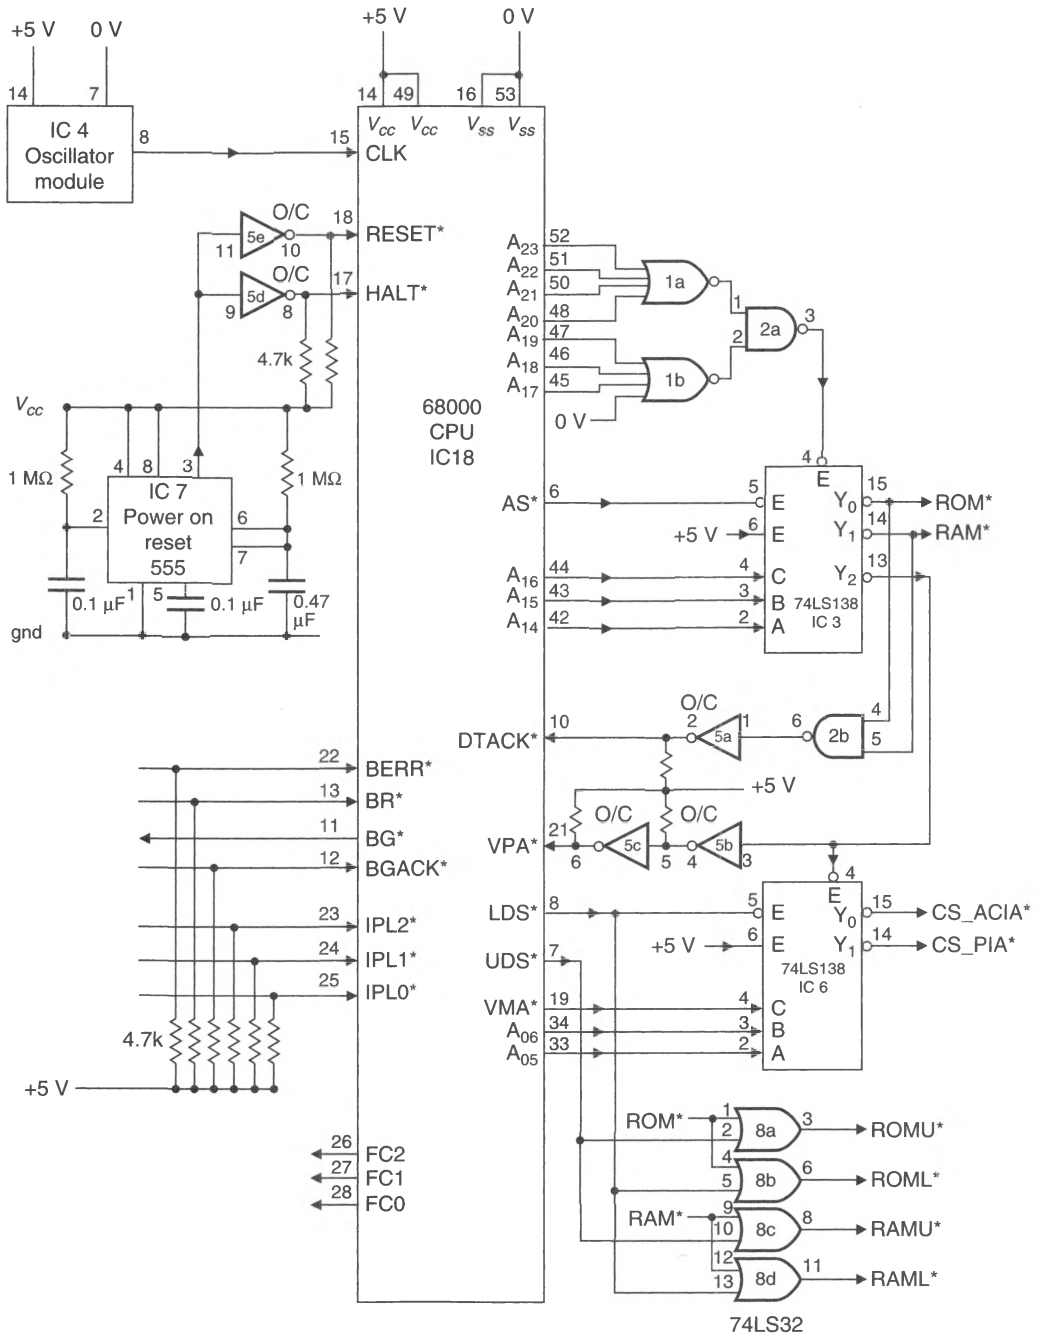 +5 V
0 V
14
7
IC 4
Oscillator
module
8
+5 V
0 V
14
49
16
53
Vcc
Vcc
Vss
Vss
15
CLK
O/C
18
RESET*
11
5e
10
O/C
17
HALT*
9
5d
8
4.7k
Vcc
1 MΩ
4
8
3
1 MΩ
IC 7
Power on
reset
555
2
6
7
0.1 µF
1
5
0.1 µF
0.47
µF
gnd
68000
CPU
IC18
A23
52
A22
51
A21
50
A20
48
A19
47
A18
46
A17
45
0 V
1a
1b
1
2
2a
3
4
E
AS*
6
5
E
Y0
15
ROM*
+5 V
6
E
Y1
14
RAM*
Y2
13
A16
44
4
C
A15
43
3
B
A14
42
2
A
74LS138
IC 3
DTACK*
10
O/C
2
5a
1
6
2b
4
5
+5 V
VPA*
21
6
O/C
5c
5
O/C
4
5b
3
22
BERR*
13
BR*
11
BG*
12
BGACK*
23
IPL2*
24
IPL1*
25
IPL0*
4.7k
+5 V
26
FC2
27
FC1
28
FC0
4
E
LDS*
8
5
E
Y0
15
CS_ACIA*
+5 V
6
E
Y1
14
CS_PIA*
UDS*
7
74LS138
IC 6
VMA*
19
4
C
A06
34
3
B
A05
33
2
A
ROM*
1
2
8a
3
ROMU*
4
5
8b
6
ROML*
RAM*
9
10
8c
8
RAMU*
12
13
8d
11
RAML*
74LS32